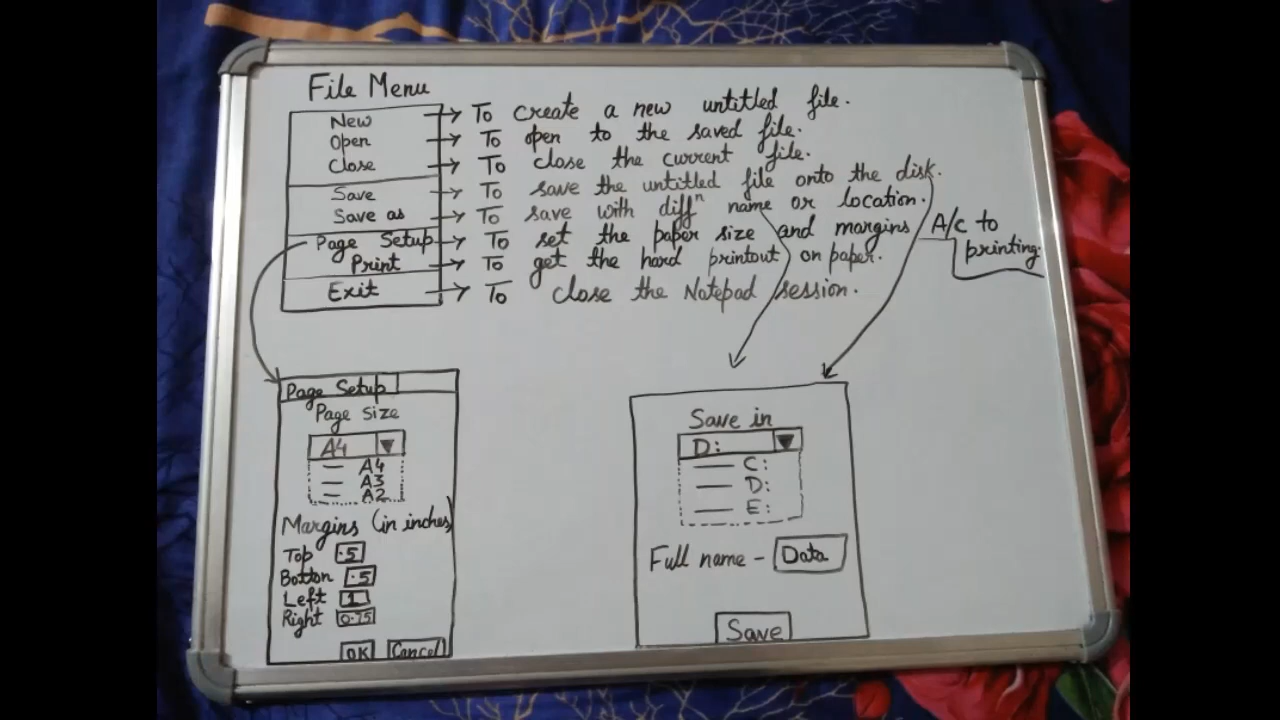 File Menu
New → To create a new untitled file.
Open → To open to the saved file.
Close → To close the current file.
Save → To save the untitled file onto the disk.
Save as → To save with diffⁿ name or location.
Page Setup → To set the paper size and margins A/c to printing.
Print → To get the hard printout on paper.
Exit → To close the Notepad session.
Page Setup
Page Size
A4
— A4
— A3
— A2
Margins (in inches)
Top .5
Botton .5
Left 1
Right 0.75
OK Cancel
Save in
D:
— C:
— D:
— E:
Full name - Data
Save